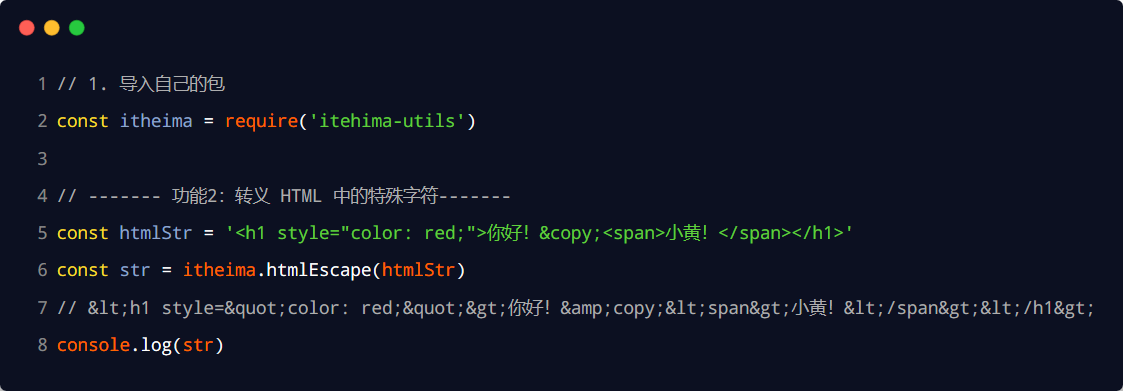 1 // 1. 导入自己的包
2 const itheima = require('itehima-utils')
3
4 // ------- 功能2：转义 HTML 中的特殊字符-------
5 const htmlStr = '<h1 style="color: red;">你好！&copy;<span>小黄！</span></h1>'
6 const str = itheima.htmlEscape(htmlStr)
7 // &lt;h1 style=&quot;color: red;&quot;&gt;你好！&amp;copy;&lt;span&gt;小黄！&lt;/span&gt;&lt;/h1&gt;
8 console.log(str)